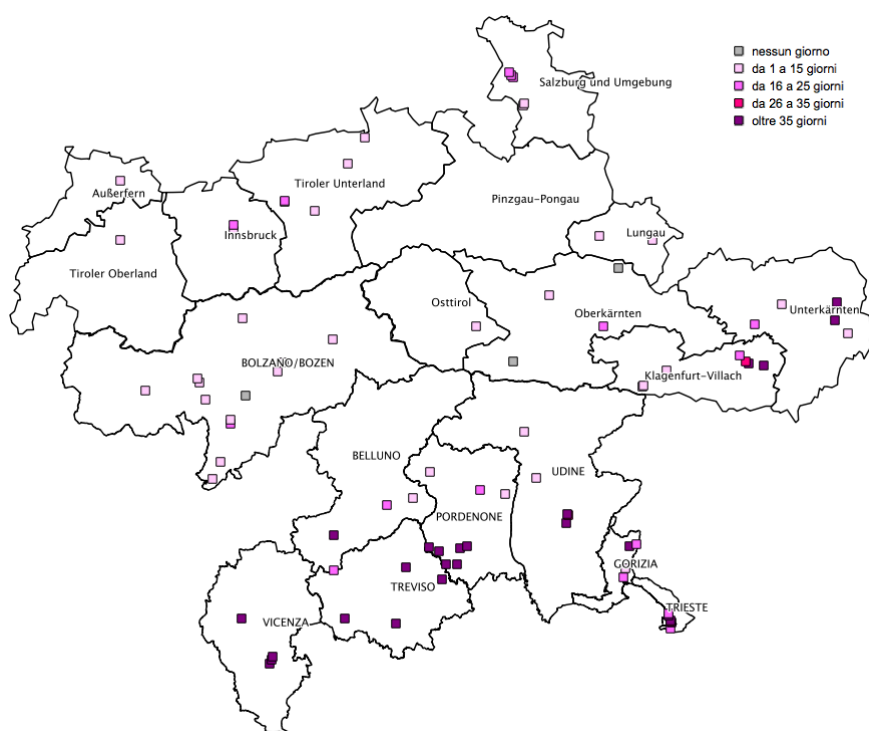 nessun giorno
da 1 a 15 giorni
da 16 a 25 giorni
da 26 a 35 giorni
oltre 35 giorni
Salzburg und Umgebung
Tiroler Unterland
Außerfern
Pinzgau-Pongau
Innsbruck
Lungau
Tiroler Oberland
Osttirol
Oberkärnten
Unterkärnten
BOLZANO/BOZEN
Klagenfurt-Villach
BELLUNO
UDINE
PORDENONE
GORIZIA
TREVISO
TRIESTE
VICENZA